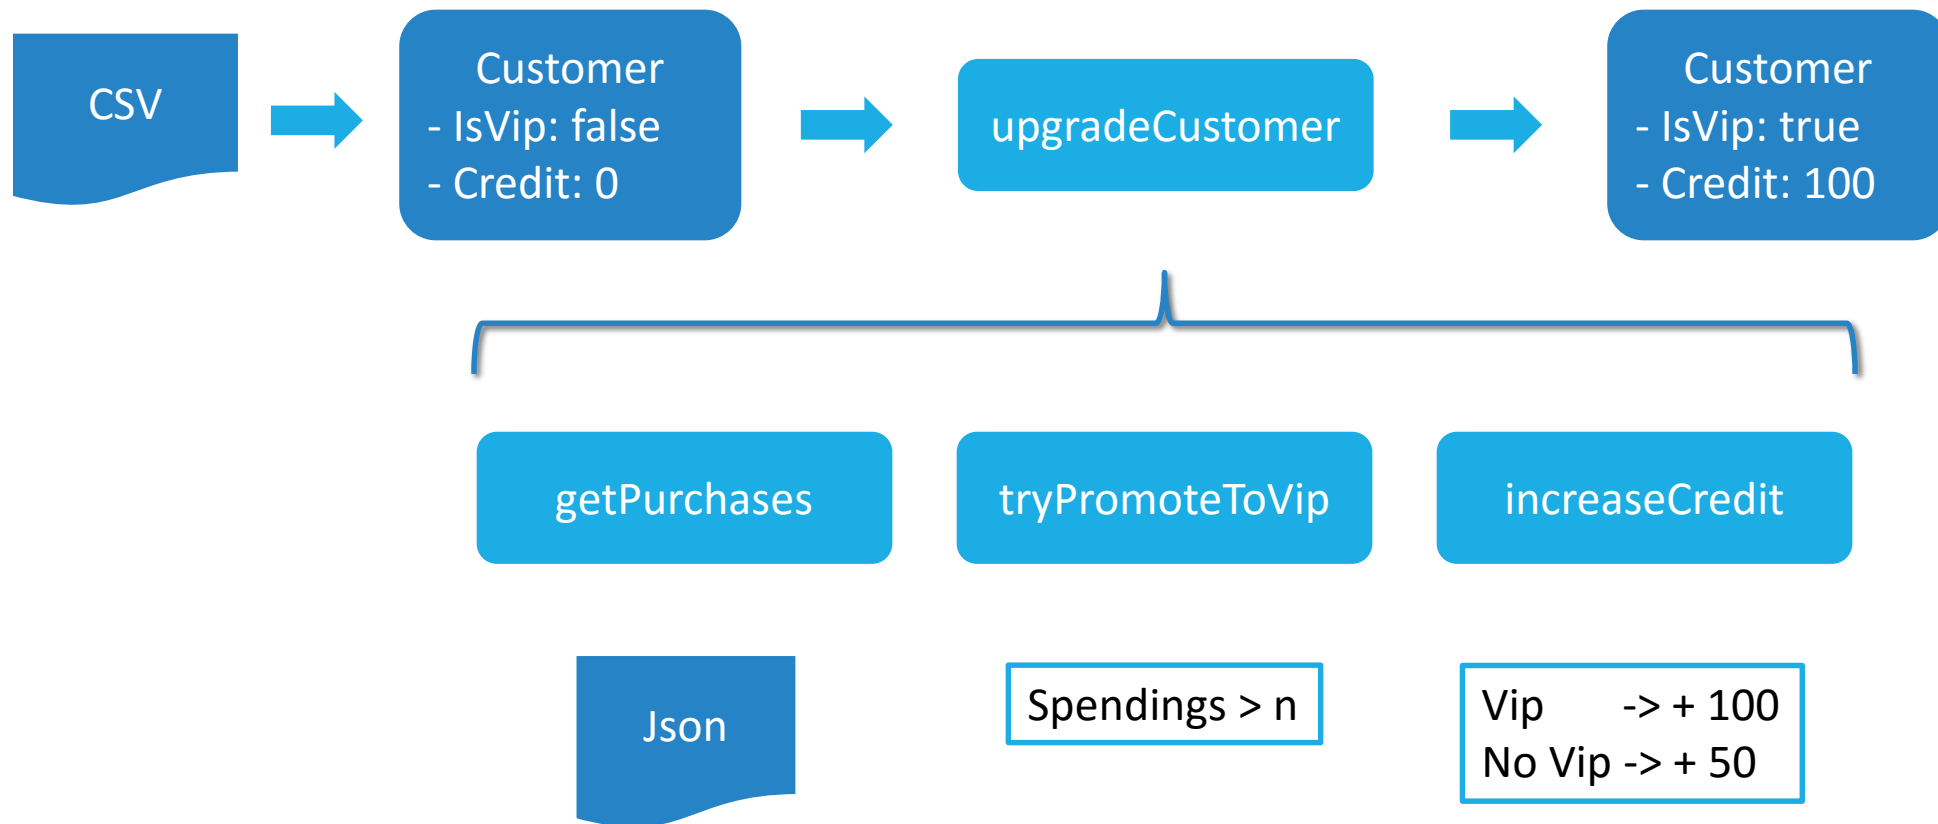 CSV
Customer
- IsVip: false
- Credit: 0
upgradeCustomer
Customer
- IsVip: true
- Credit: 100
getPurchases
tryPromoteToVip
increaseCredit
Json
Spendings > n
Vip -> + 100
No Vip -> + 50